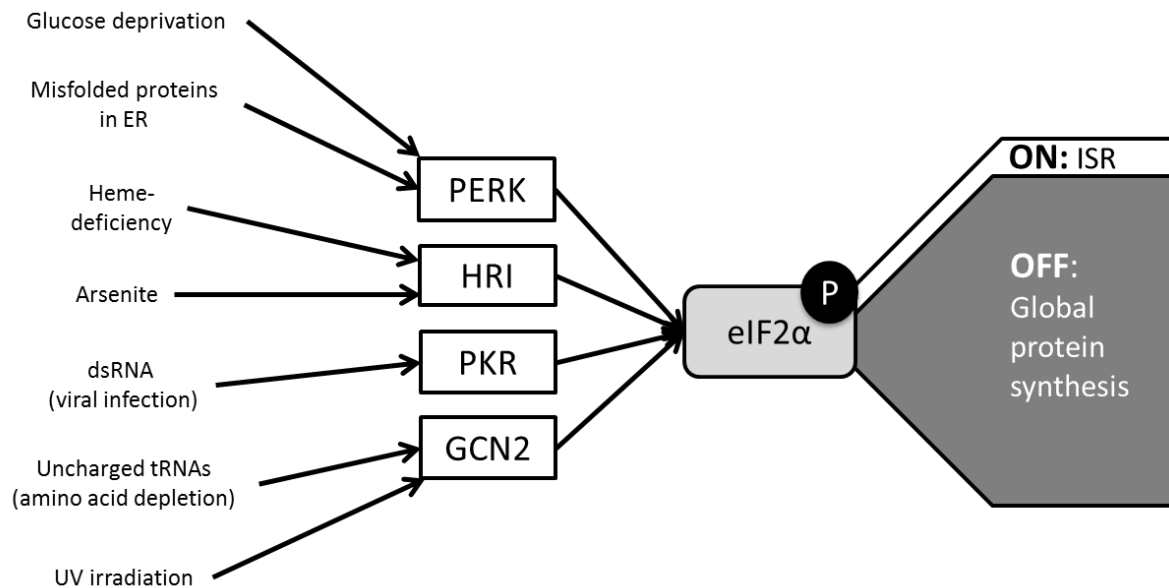 Glucose deprivation
Misfolded proteins
in ER
Heme-
deficiency
Arsenite
dsRNA
(viral infection)
Uncharged tRNAs
(amino acid depletion)
UV irradiation
PERK
HRI
PKR
GCN2
eIF2α
P
ON: ISR
OFF:
Global
protein
synthesis